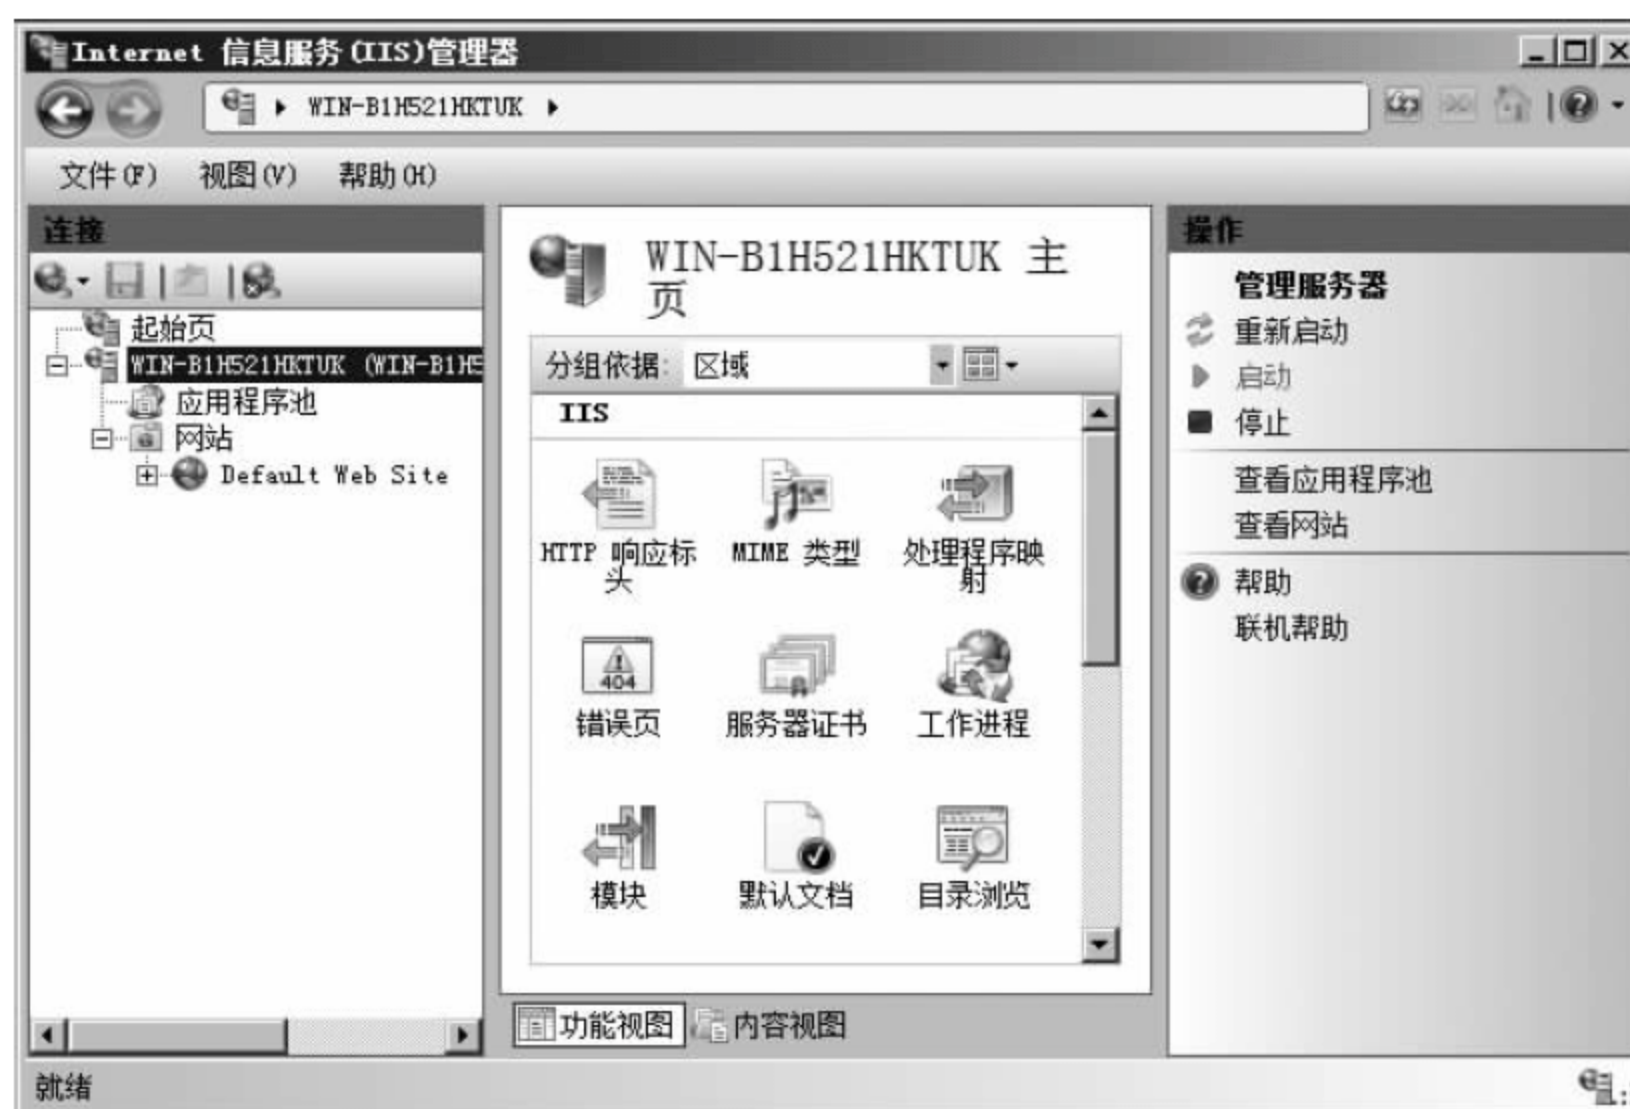 Internet 信息服务(IIS)管理器
WIN-B1H521HKTUK
文件(F) 视图(V) 帮助(H)
连接
起始页
WIN-B1H521HKTUK (WIN-B1H5
应用程序池
网站
Default Web Site
WIN-B1H521HKTUK 主
页
分组依据: 区域
IIS
HTTP 响应标
头
MIME 类型
处理程序映
射
404
错误页
服务器证书
工作进程
模块
默认文档
目录浏览
功能视图
内容视图
操作
管理服务器
重新启动
启动
停止
查看应用程序池
查看网站
帮助
联机帮助
就绪